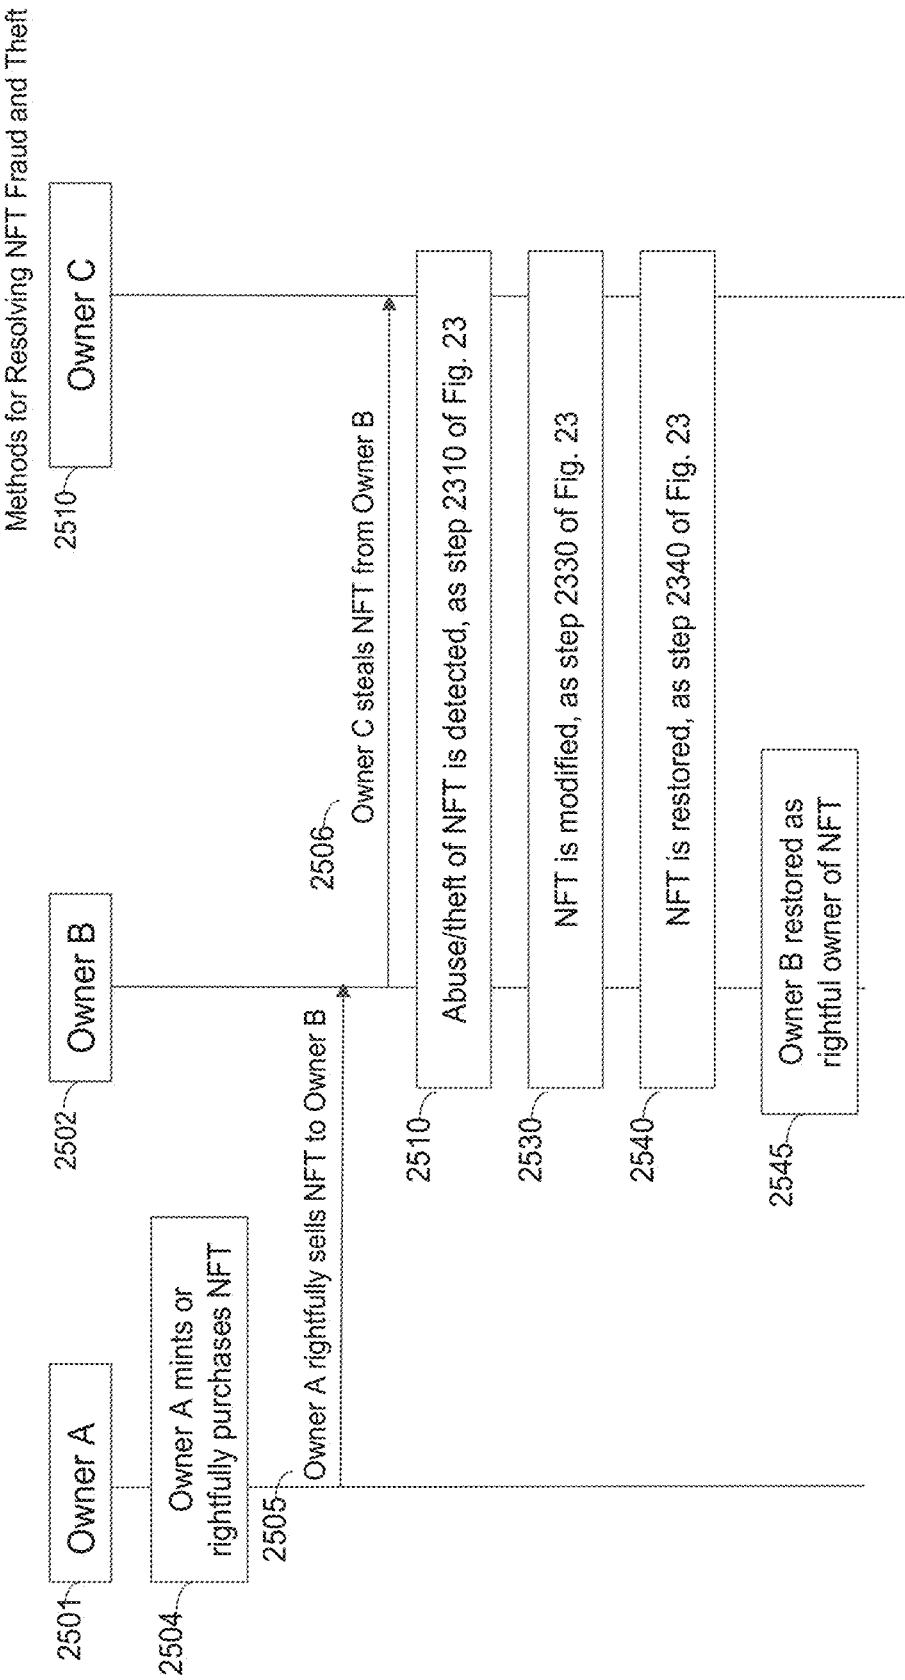 Methods for Resolving NFT Fraud and Theft
2501
Owner A
2502
Owner B
2510
Owner C
2504
Owner A mints or
rightfully purchases NFT
2505
Owner A rightfully sells NFT to Owner B
2506
Owner C steals NFT from Owner B
2510
Abuse/theft of NFT is detected, as step 2310 of Fig. 23
2530
NFT is modified, as step 2330 of Fig. 23
2540
NFT is restored, as step 2340 of Fig. 23
2545
Owner B restored as
rightful owner of NFT